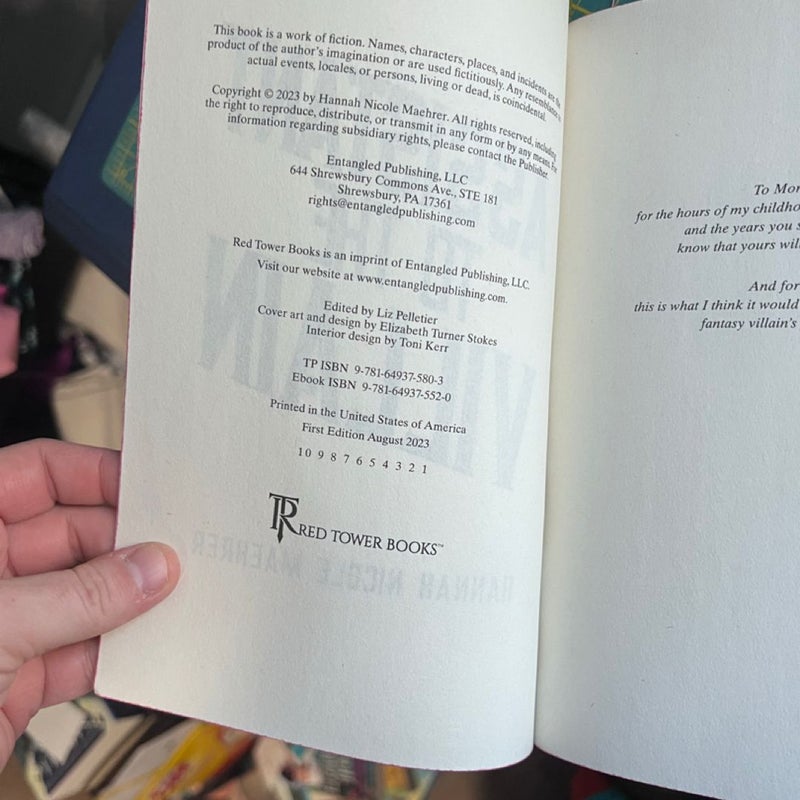 This book is a work of fiction. Names, characters, places, and incidents are the
product of the author's imagination or are used fictitiously. Any resemblance to
actual events, locales, or persons, living or dead, is coincidental.
Copyright © 2023 by Hannah Nicole Maehrer. All rights reserved, including
the right to reproduce, distribute, or transmit in any form or by any means. For
information regarding subsidiary rights, please contact the Publisher.
Entangled Publishing, LLC
644 Shrewsbury Commons Ave., STE 181
Shrewsbury, PA 17361
rights@entangledpublishing.com
Red Tower Books is an imprint of Entangled Publishing, LLC.
Visit our website at www.entangledpublishing.com.
Edited by Liz Pelletier
Cover art and design by Elizabeth Turner Stokes
Interior design by Toni Kerr
TP ISBN 9-781-64937-580-3
Ebook ISBN 9-781-64937-552-0
Printed in the United States of America
First Edition August 2023
10 9 8 7 6 5 4 3 2 1
TR RED TOWER BOOKS™
To Mor
for the hours of my childho
and the years you s
know that yours wil
And for
this is what I think it would
fantasy villain's